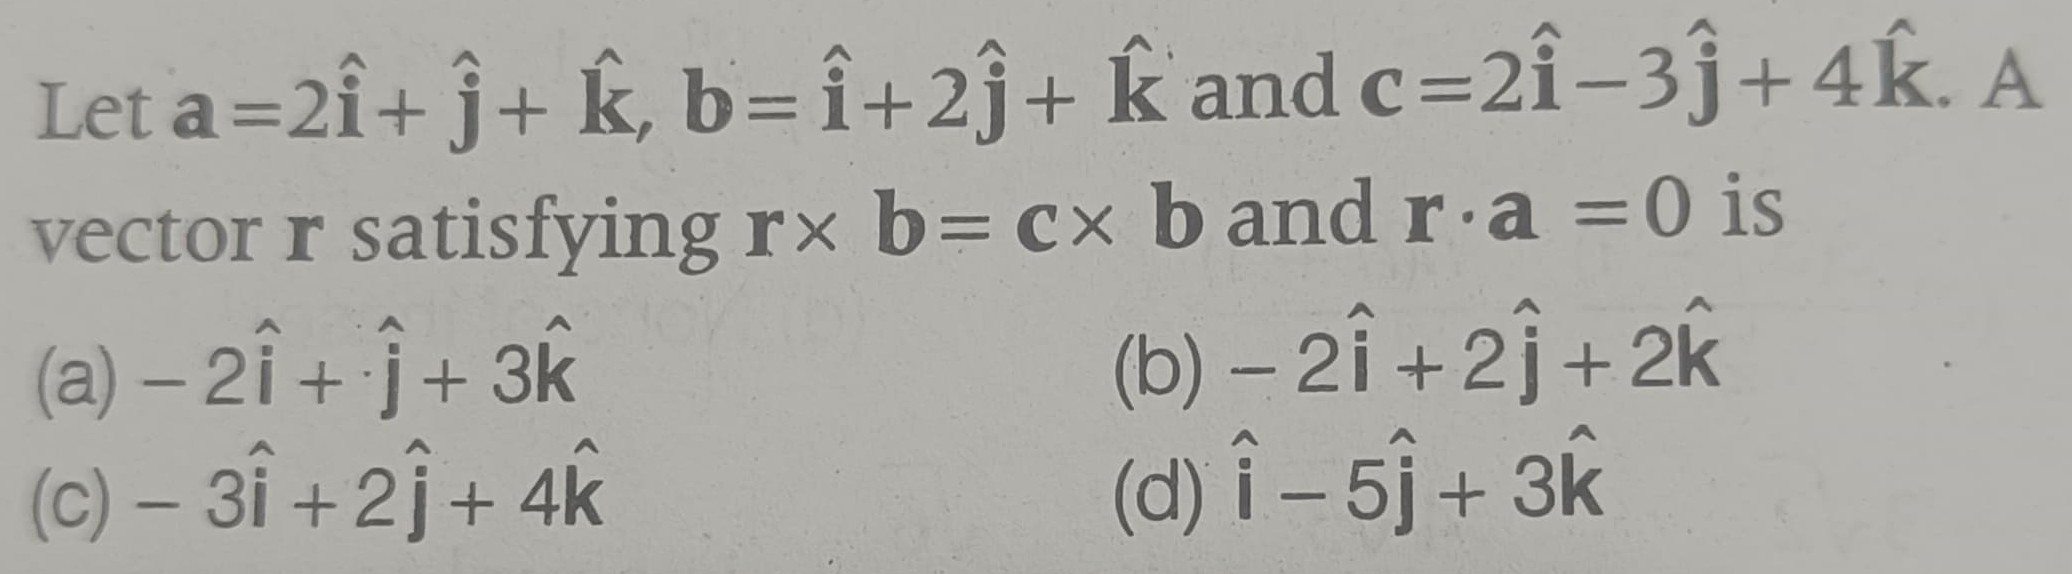 Let a=2î+ ĵ+ k̂, b= î+2ĵ+ k̂ and c=2î−3ĵ+4k̂. A
vector r satisfying r× b= c× b and r·a =0 is
(a) − 2î + ĵ + 3k̂ (b) − 2î + 2ĵ + 2k̂
(c) − 3î + 2ĵ + 4k̂ (d) î − 5ĵ + 3k̂